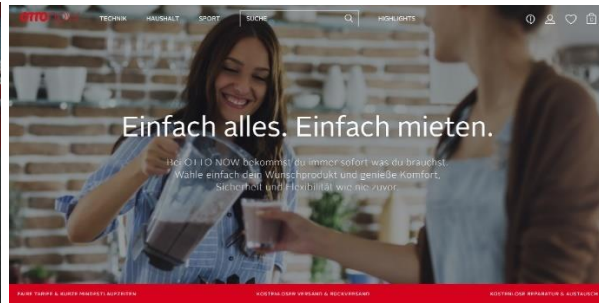 OTTO NOW
TECHNIK
HAUSHALT
SPORT
SUCHE
HIGHLIGHTS
Einfach alles. Einfach mieten.
Bei OTTO NOW bekommst du immer sofort was du brauchst.
Wähle einfach dein Wunschprodukt und genieße Komfort,
Sicherheit und Flexibilität wie nie zuvor.
FAIRE TARIFE & KURZE MINDESTLAUFZEITEN
KOSTENLOSER VERSAND & RÜCKVERSAND
KOSTENLOSE REPARATUR & AUSTAUSCH